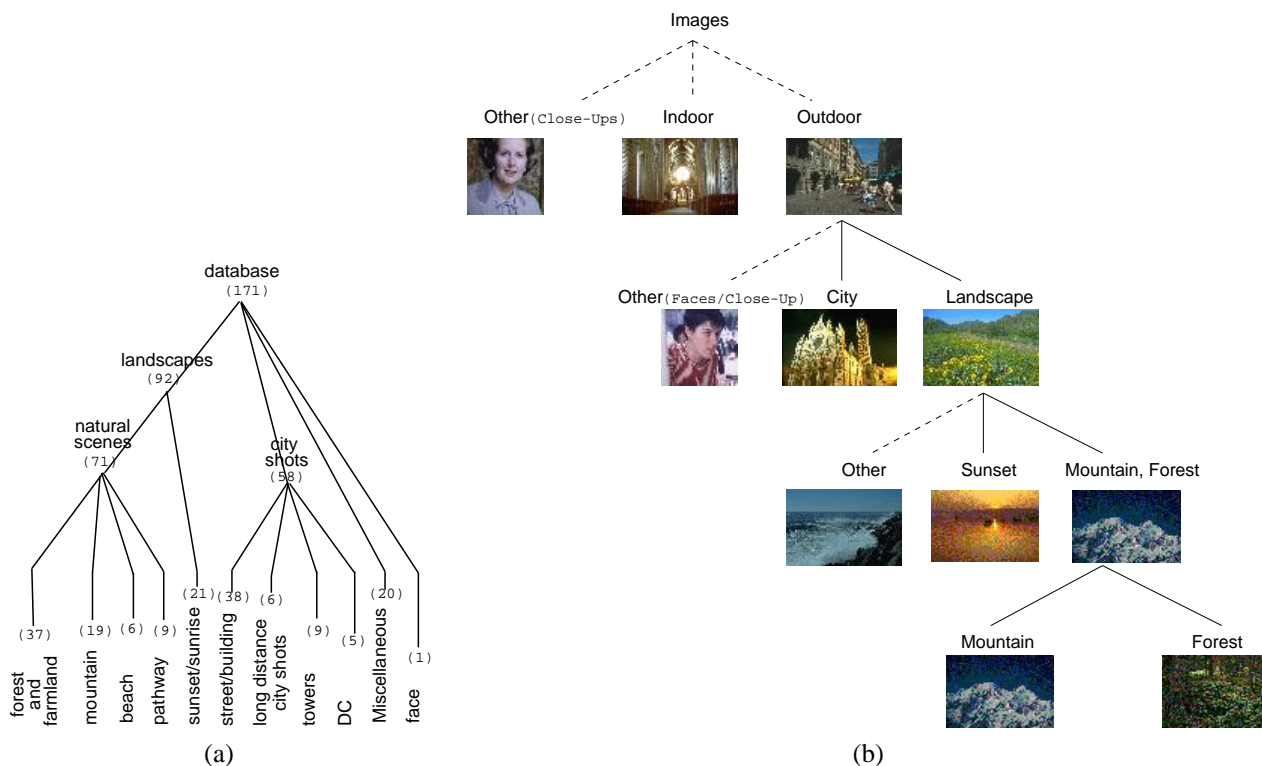 database
(171)
landscapes
(92)
natural
scenes
(71)
city
shots
(58)
(37)
(19)
(6)
(9)
(21)
(38)
(6)
(9)
(5)
(20)
(1)
forest
and
farmland
mountain
beach
pathway
sunset/sunrise
street/building
long distance
city shots
towers
DC
Miscellaneous
face
(a)
Images
Other(Close-Ups)
Indoor
Outdoor
Other(Faces/Close-Up)
City
Landscape
Other
Sunset
Mountain, Forest
Mountain
Forest
(b)